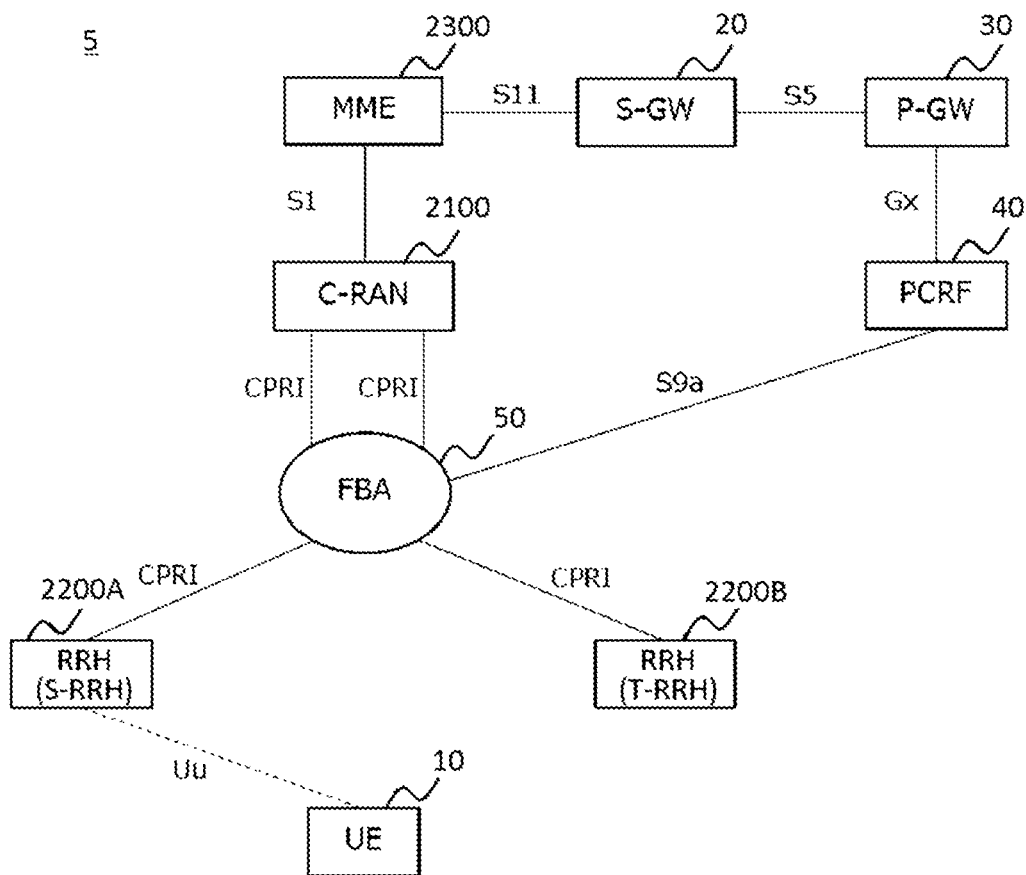 5
2300
20
30
MME
S11
S-GW
S5
P-GW
S1
2100
Gx
40
C-RAN
PCRF
CPRI
CPRI
S9a
50
FBA
CPRI
CPRI
2200A
2200B
RRH
(S-RRH)
RRH
(T-RRH)
Uu
10
UE